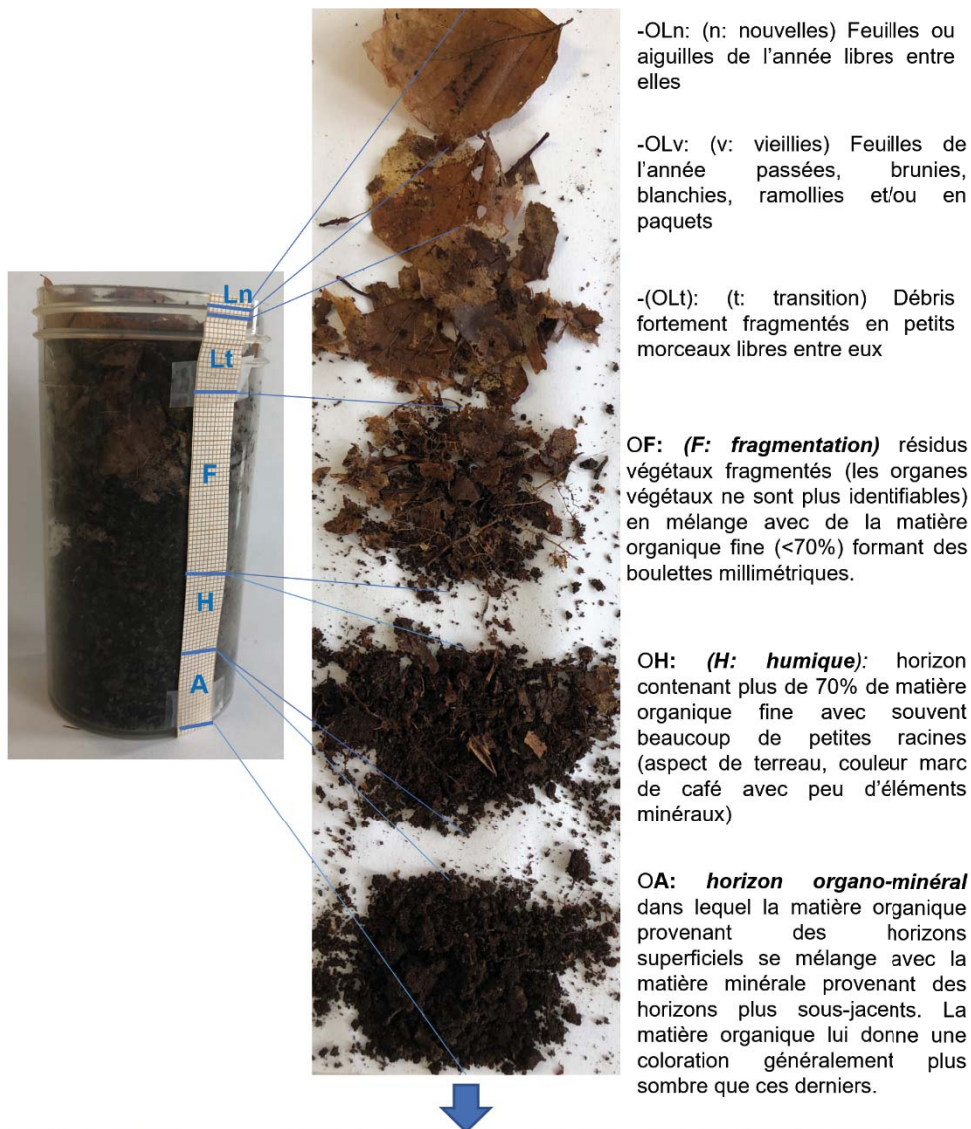 -OLn: (n: nouvelles) Feuilles ou
aiguilles de l'année libres entre
elles
-OLv: (v: vieillies) Feuilles de
l'année passées, brunies,
blanchies, ramollies et/ou en
paquets
-(OLt): (t: transition) Débris
fortement fragmentés en petits
morceaux libres entre eux
OF: (F: fragmentation) résidus
végétaux fragmentés (les organes
végétaux ne sont plus identifiables)
en mélange avec de la matière
organique fine (<70%) formant des
boulettes millimétriques.
OH: (H: humique): horizon
contenant plus de 70% de matière
organique fine avec souvent
beaucoup de petites racines
(aspect de terreau, couleur marc
de café avec peu d'éléments
minéraux)
OA: horizon organo-minéral
dans lequel la matière organique
provenant des horizons
superficiels se mélange avec la
matière minérale provenant des
horizons plus sous-jacents. La
matière organique lui donne une
coloration généralement plus
sombre que ces derniers.
Ln
Lt
F
H
A